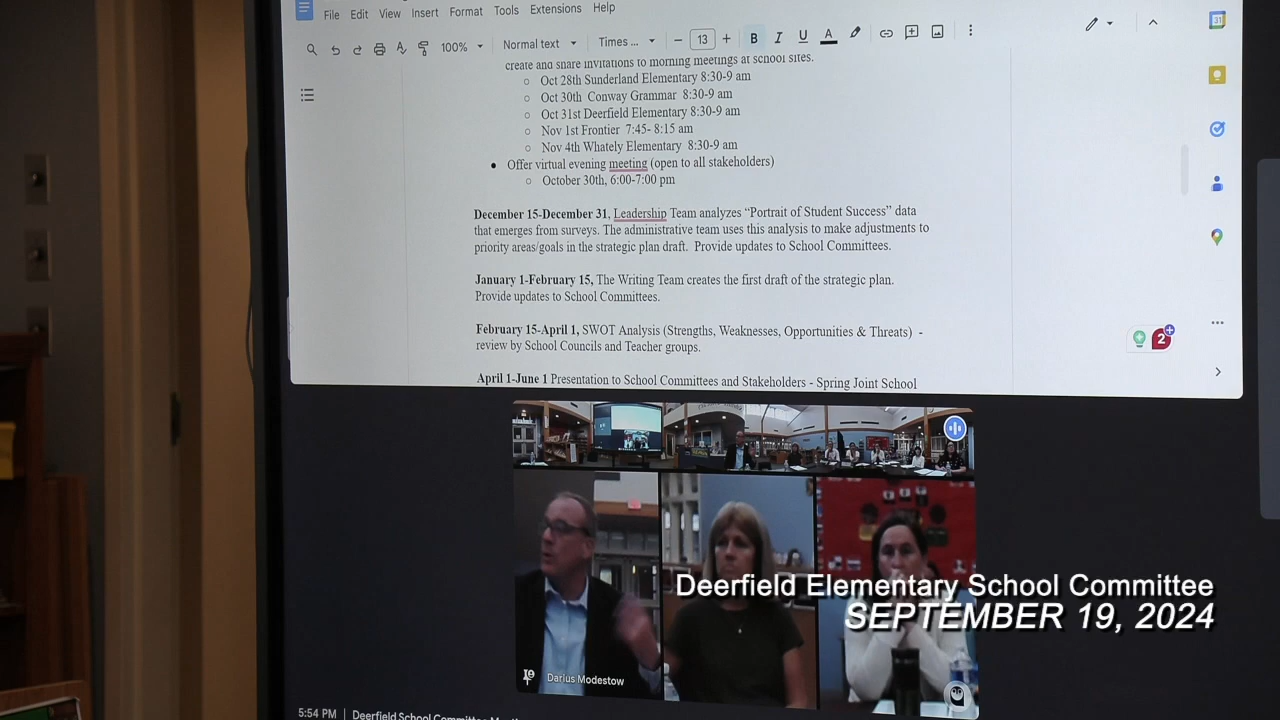 File Edit View Insert Format Tools Extensions Help
100% Normal text Times ... 13 B I U A
create and share invitations to morning meetings at school sites.
Oct 28th Sunderland Elementary 8:30-9 am
Oct 30th Conway Grammar 8:30-9 am
Oct 31st Deerfield Elementary 8:30-9 am
Nov 1st Frontier 7:45- 8:15 am
Nov 4th Whately Elementary 8:30-9 am
Offer virtual evening meeting (open to all stakeholders)
October 30th, 6:00-7:00 pm
December 15-December 31, Leadership Team analyzes “Portrait of Student Success” data
that emerges from surveys. The administrative team uses this analysis to make adjustments to
priority areas/goals in the strategic plan draft. Provide updates to School Committees.
January 1-February 15, The Writing Team creates the first draft of the strategic plan.
Provide updates to School Committees.
February 15-April 1, SWOT Analysis (Strengths, Weaknesses, Opportunities & Threats) -
review by School Councils and Teacher groups.
April 1-June 1 Presentation to School Committees and Stakeholders - Spring Joint School
31
2
Deerfield Elementary School Committee
SEPTEMBER 19, 2024
Darius Modestow
5:54 PM | Deerfield School Committee